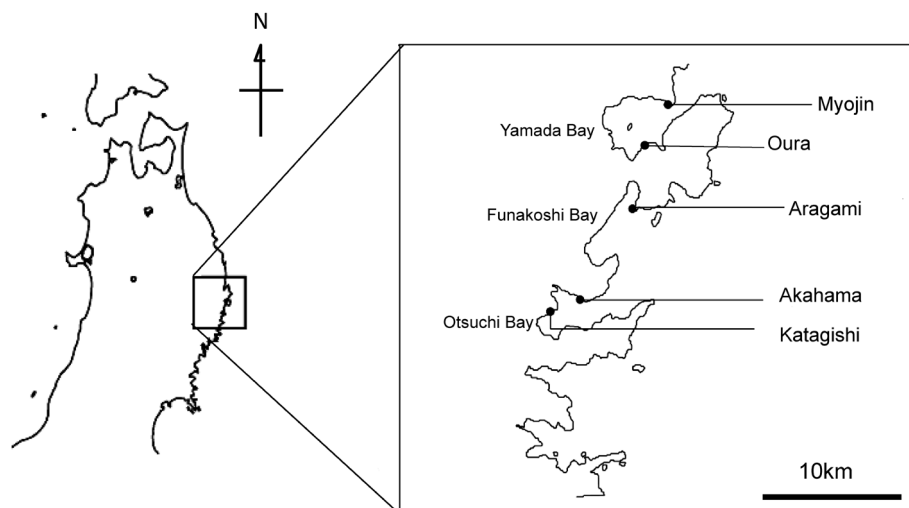 N
Myojin
Yamada Bay
Oura
Aragami
Funakoshi Bay
Akahama
Otsuchi Bay
Katagishi
10km